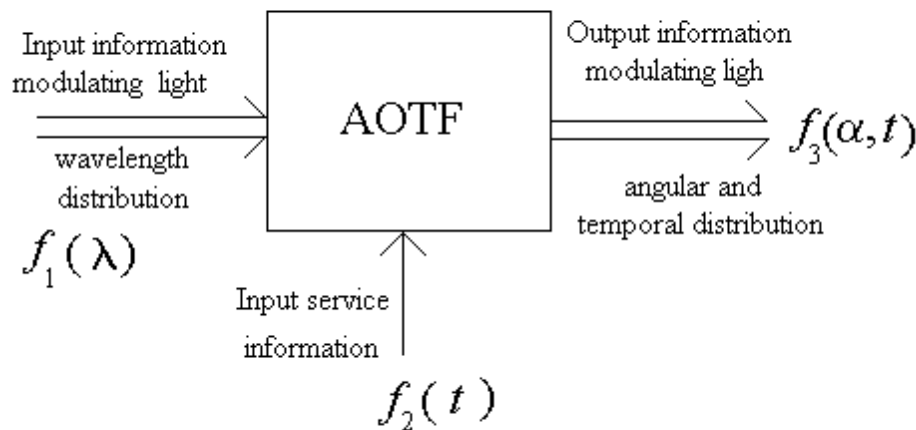 Input information
modulating light
wavelength
distribution
f₁(λ)
AOTF
Input service
information
f₂(t)
Output information
modulating ligh
f₃(α,t)
angular and
temporal distribution